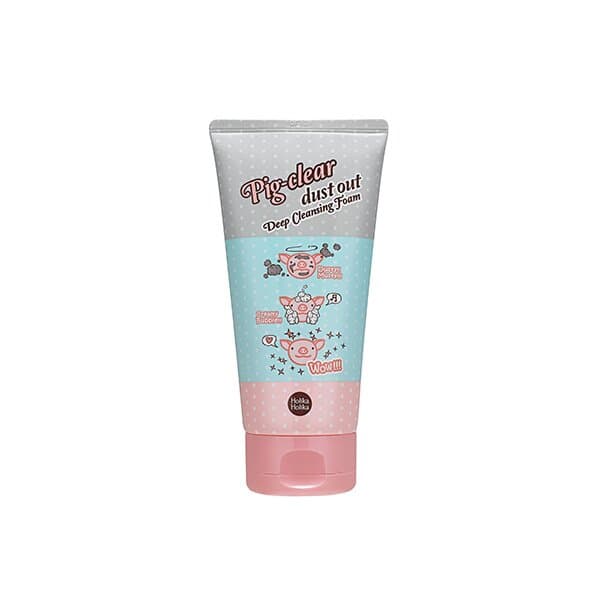 Pig-clear
dust out
Deep Cleansing Foam
Wow!!!
Holika
Holika